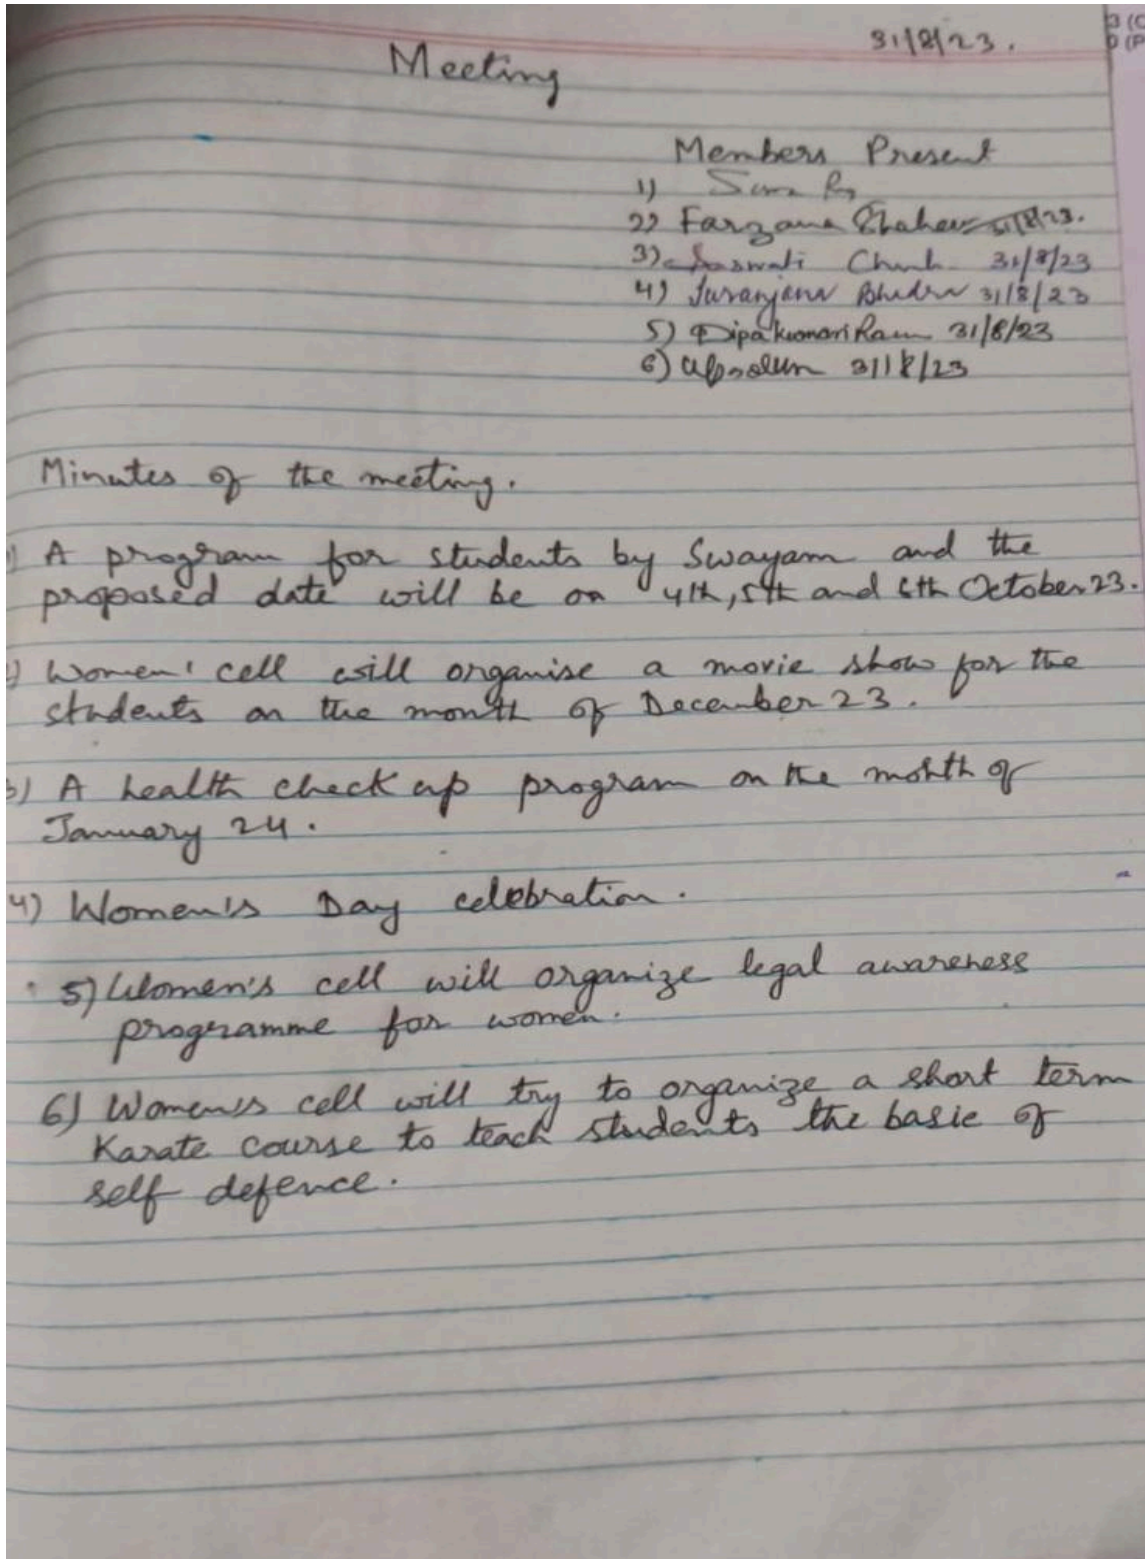 31/8/23.
Meeting
Members Present
1)
2) Farzana 31/8/23.
3) 31/8/23
4) Suranjana Bhadra 31/8/23
5) Dipa Kumari Ram 31/8/23
6) 31/8/23
Minutes of the meeting.
1) A program for students by Swayam and the
proposed date will be on 4th, 5th and 6th October 23.
2) Women' cell will organise a movie show for the
students on the month of December 23.
3) A health check up program on the month of
January 24.
4) Women's Day celebration.
5) Women's cell will organize legal awareness
programme for women.
6) Women's cell will try to organize a short term
Karate course to teach students the basic of
self defence.